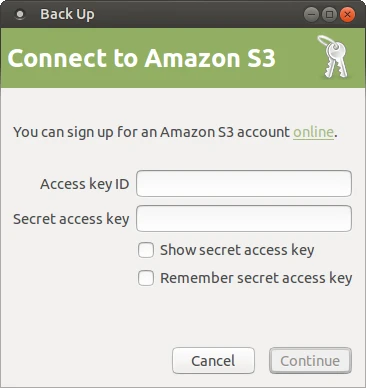 Back Up
Connect to Amazon S3
You can sign up for an Amazon S3 account online.
Access key ID
Secret access key
Show secret access key
Remember secret access key
Cancel Continue